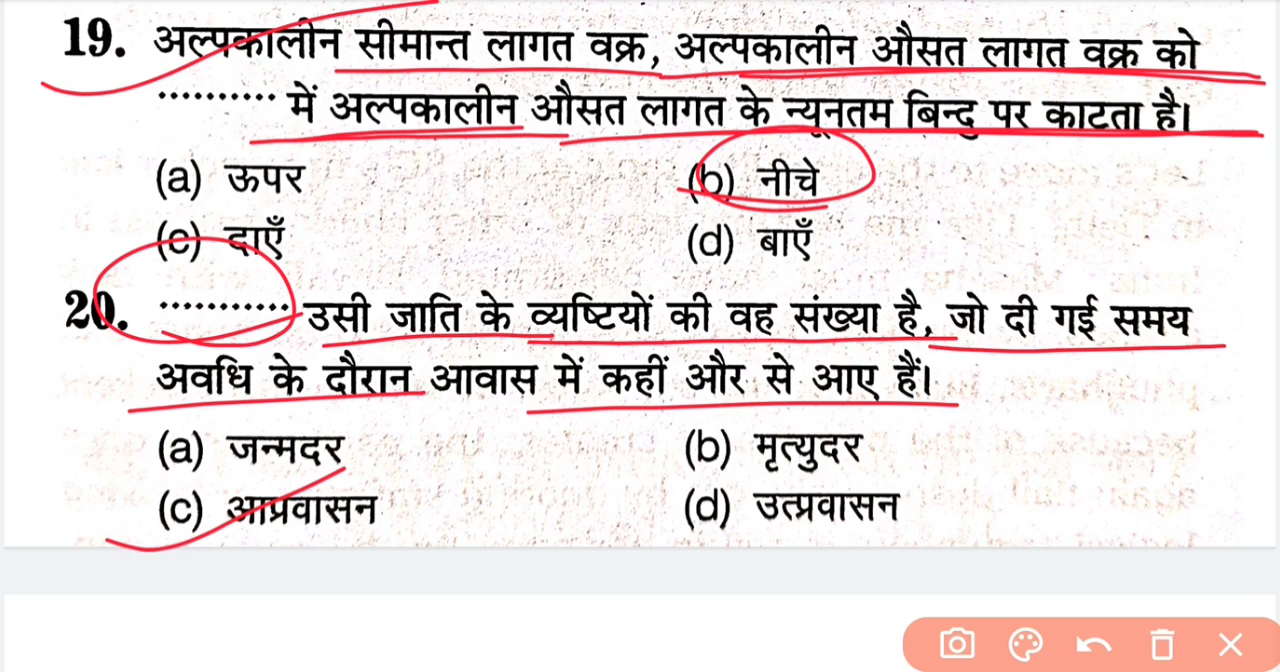 19. अल्पकालीन सीमान्त लागत वक्र, अल्पकालीन औसत लागत वक्र को
........... में अल्पकालीन औसत लागत के न्यूनतम बिन्दु पर काटता है।
(a) ऊपर (b) नीचे
(c) दाएँ (d) बाएँ
20. ........... उसी जाति के व्यष्टियों की वह संख्या है, जो दी गई समय
अवधि के दौरान आवास में कहीं और से आए हैं।
(a) जन्मदर (b) मृत्युदर
(c) आप्रवासन (d) उत्प्रवासन